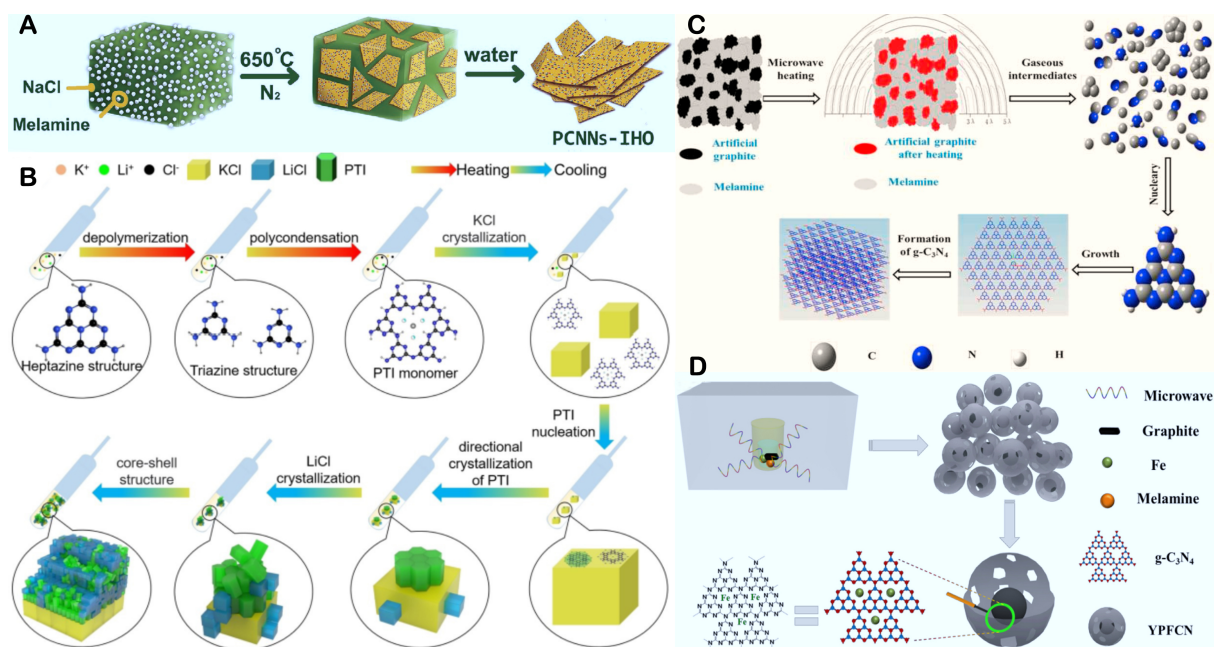 A
NaCl
Melamine
650°C
N₂
water
PCNNs-IHO
B
K⁺ Li⁺ Cl⁻ KCl LiCl PTI Heating Cooling
depolymerization
polycondensation
KCl
crystallization
Heptazine structure
Triazine structure
PTI monomer
PTI
nucleation
directional
crystallization
of PTI
LiCl
crystallization
core-shell
structure
C
Microwave
heating
Gaseous
intermediates
2λ 4λ λ
Artificial
graphite
Melamine
Artificial graphite
after heating
Melamine
Nucleary
Growth
Formation
of g-C₃N₄
C N H
D
Microwave
Graphite
Fe
Melamine
g-C₃N₄
YPFCN
Fe Fe
Fe